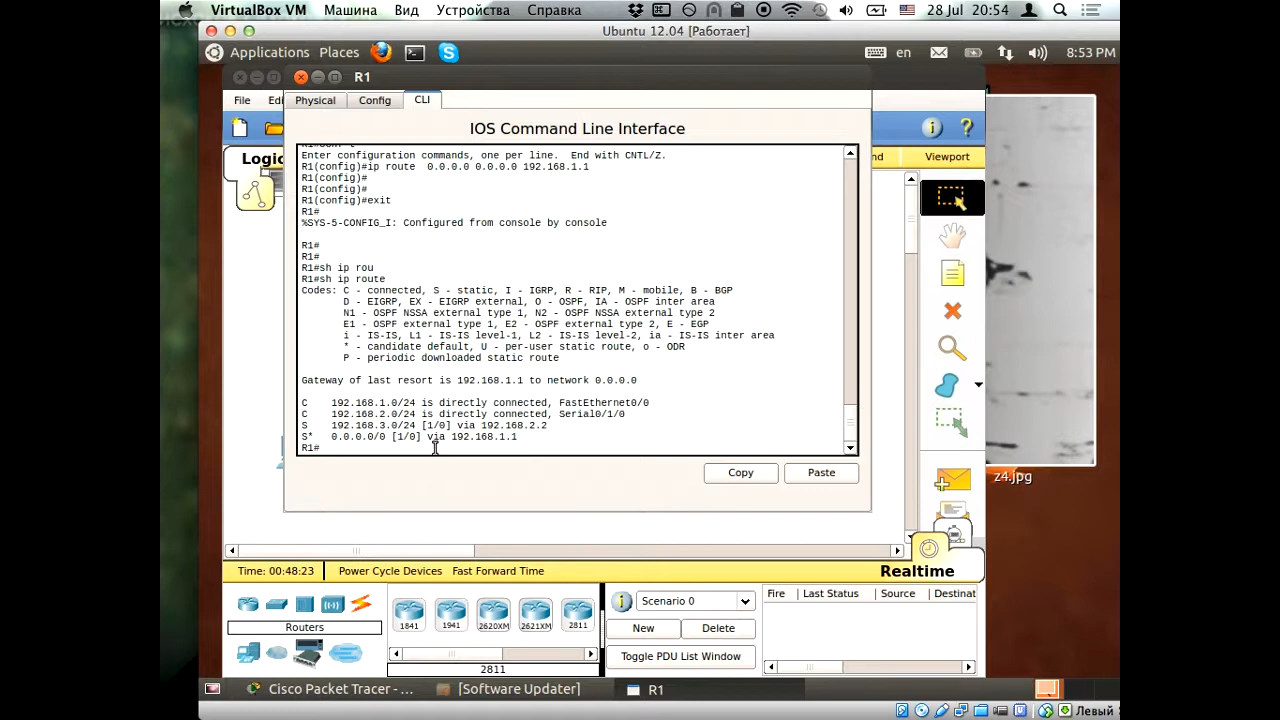 VirtualBox VM Машина Вид Устройства Справка 28 Jul 20:54
Ubuntu 12.04 [Работает]
Applications Places en 8:53 PM
R1
File
Physical Config CLI
IOS Command Line Interface
Enter configuration commands, one per line. End with CNTL/Z.
R1(config)#ip route 0.0.0.0 0.0.0.0 192.168.1.1
R1(config)#
R1(config)#
R1(config)#exit
R1#
%SYS-5-CONFIG_I: Configured from console by console
R1#
R1#
R1#sh ip rou
R1#sh ip route
Codes: C - connected, S - static, I - IGRP, R - RIP, M - mobile, B - BGP
D - EIGRP, EX - EIGRP external, O - OSPF, IA - OSPF inter area
N1 - OSPF NSSA external type 1, N2 - OSPF NSSA external type 2
E1 - OSPF external type 1, E2 - OSPF external type 2, E - EGP
i - IS-IS, L1 - IS-IS level-1, L2 - IS-IS level-2, ia - IS-IS inter area
* - candidate default, U - per-user static route, o - ODR
P - periodic downloaded static route
Gateway of last resort is 192.168.1.1 to network 0.0.0.0
C 192.168.1.0/24 is directly connected, FastEthernet0/0
C 192.168.2.0/24 is directly connected, Serial0/1/0
S 192.168.3.0/24 [1/0] via 192.168.2.2
S* 0.0.0.0/0 [1/0] via 192.168.1.1
R1#
Copy Paste
Viewport
z4.jpg
Time: 00:48:23 Power Cycle Devices Fast Forward Time Realtime
Routers
1841 1941 2620XM 2621XM 2811
2811
Scenario 0
New Delete
Toggle PDU List Window
Fire Last Status Source Destinat
Cisco Packet Tracer - ... [Software Updater] R1
Левый